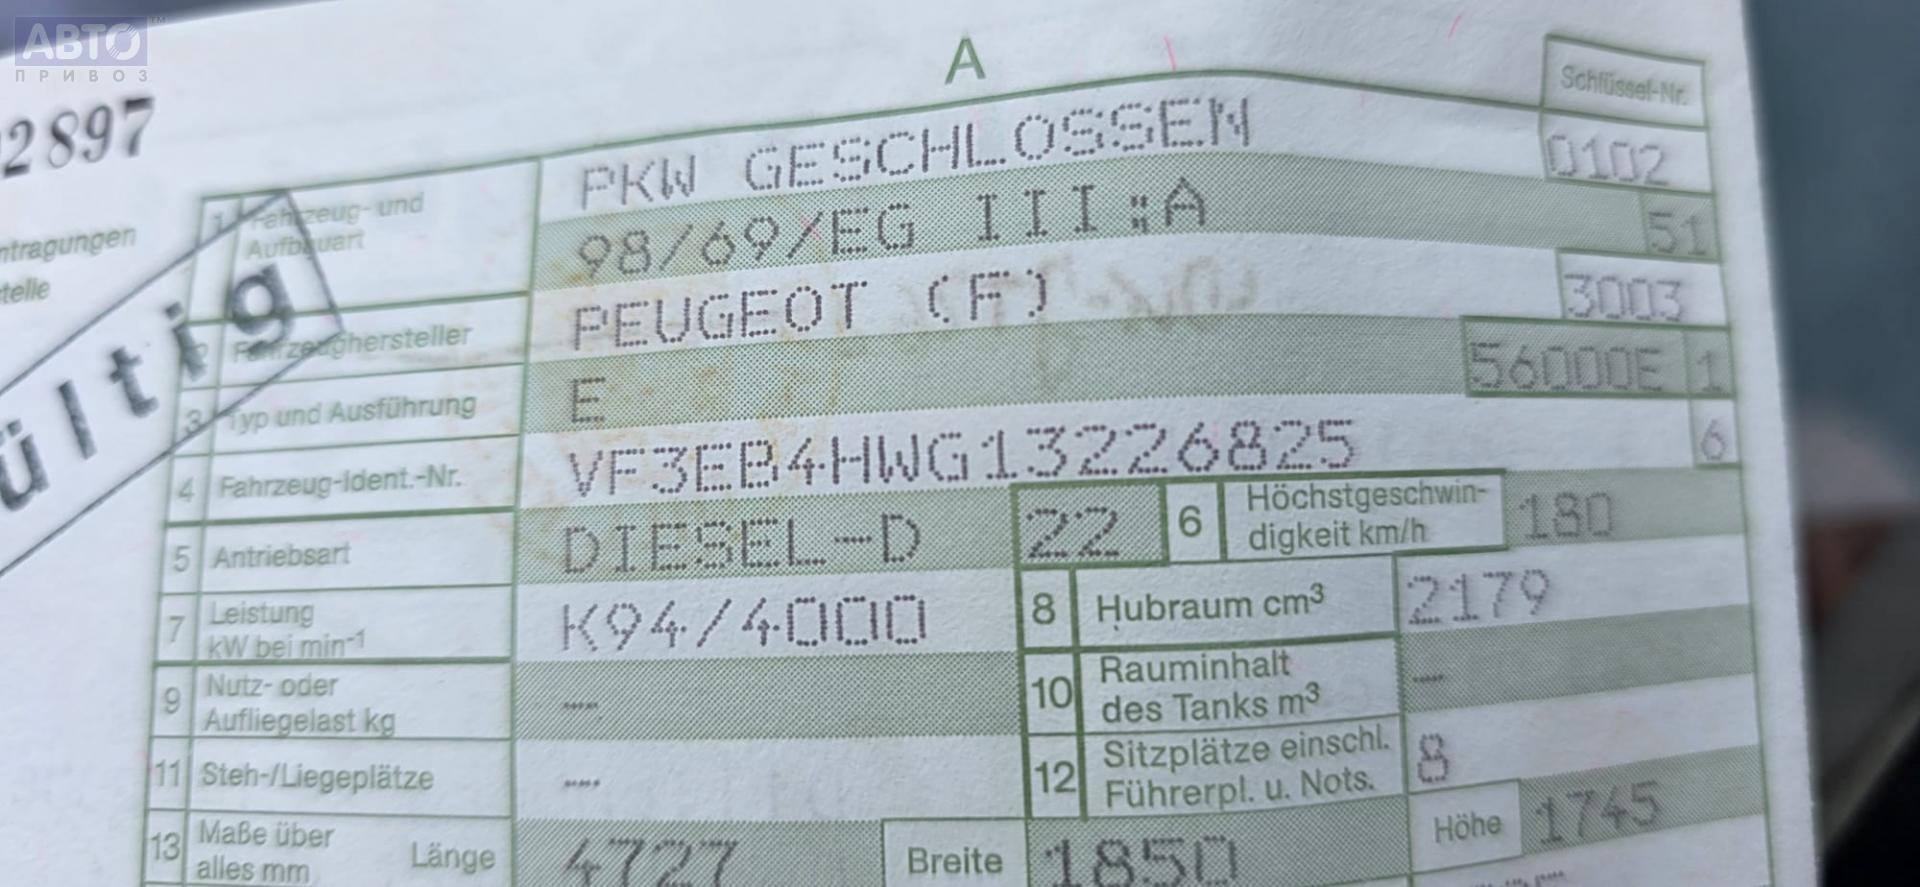 АВТО
ПРИВОЗ
2897
A
Schlüssel-Nr.
1 Fahrzeug- und
Aufbauart
PKW GESCHLOSSEN
0102
98/69/EG III;A
51
2 Fahrzeughersteller
PEUGEOT (F)
3003
3 Typ und Ausführung
E
56000E 1
4 Fahrzeug-Ident.-Nr.
VF3EB4HWG13226825
6
5 Antriebsart
DIESEL-D
22
6 Höchstgeschwin-
digkeit km/h
180
7 Leistung
kW bei min-1
K94/4000
8 Hubraum cm³
2179
9 Nutz- oder
Aufliegelast kg
---
10 Rauminhalt
des Tanks m³
---
11 Steh-/Liegeplätze
---
12 Sitzplätze einschl.
Führerpl. u. Nots.
8
13 Maße über
alles mm
Länge
4727
Breite
1850
Höhe
1745
ültig
ntragungen
telle